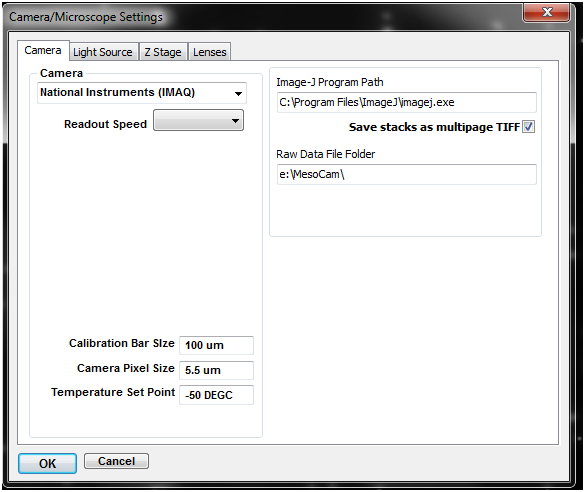 Camera/Microscope Settings
Camera Light Source Z Stage Lenses
Camera
National Instruments (IMAQ)
Readout Speed
Calibration Bar SIze 100 um
Camera Pixel Size 5.5 um
Temperature Set Point -50 DEGC
Image-J Program Path
C:\Program Files\ImageJ\imagej.exe
Save stacks as multipage TIFF
Raw Data File Folder
e:\MesoCam\
OK Cancel